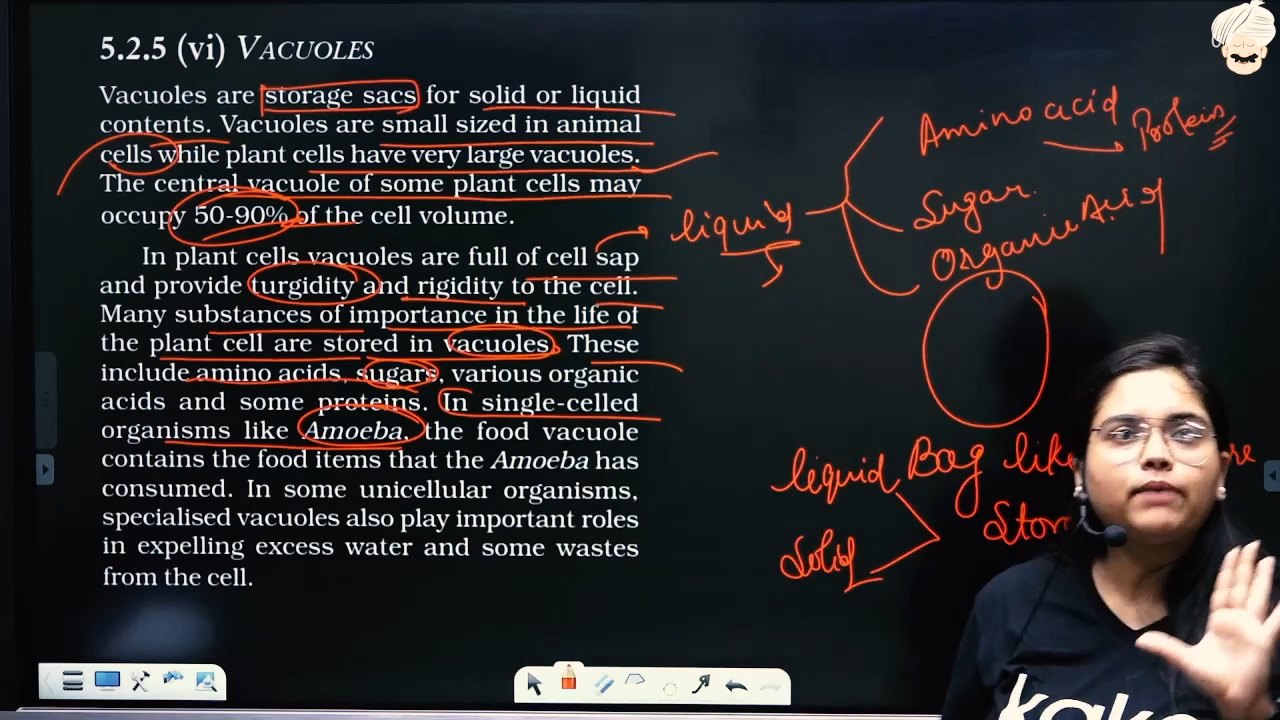 5.2.5 (vi) VACUOLES
Vacuoles are storage sacs for solid or liquid
contents. Vacuoles are small sized in animal
cells while plant cells have very large vacuoles.
The central vacuole of some plant cells may
occupy 50-90% of the cell volume.
In plant cells vacuoles are full of cell sap
and provide turgidity and rigidity to the cell.
Many substances of importance in the life of
the plant cell are stored in vacuoles. These
include amino acids, sugars, various organic
acids and some proteins. In single-celled
organisms like Amoeba, the food vacuole
contains the food items that the Amoeba has
consumed. In some unicellular organisms,
specialised vacuoles also play important roles
in expelling excess water and some wastes
from the cell.
Amino acid
Proteins
liquid
Sugar
Organic Acid
liquid
Solid
Bag like